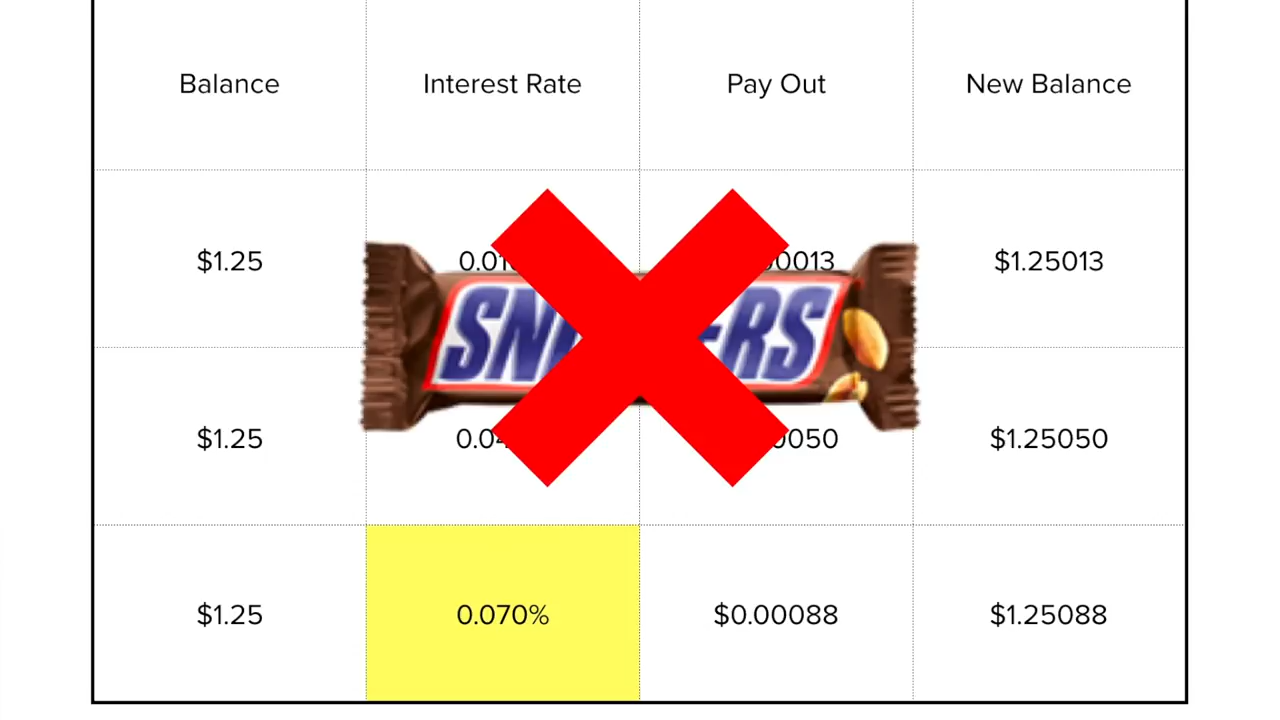 Balance Interest Rate Pay Out New Balance
$1.25 $1.25013
$1.25 $1.25050
$1.25 0.070% $0.00088 $1.25088